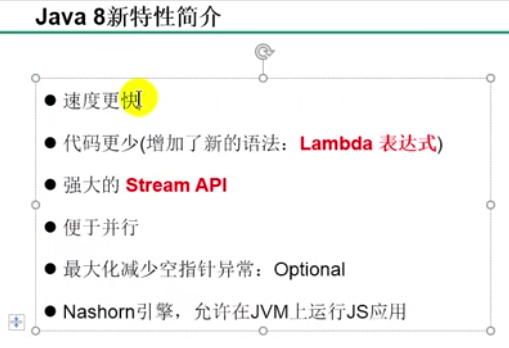 Java 8新特性简介
● 速度更快
● 代码更少(增加了新的语法：Lambda 表达式)
● 强大的 Stream API
● 便于并行
● 最大化减少空指针异常：Optional
● Nashorn引擎，允许在JVM上运行JS应用